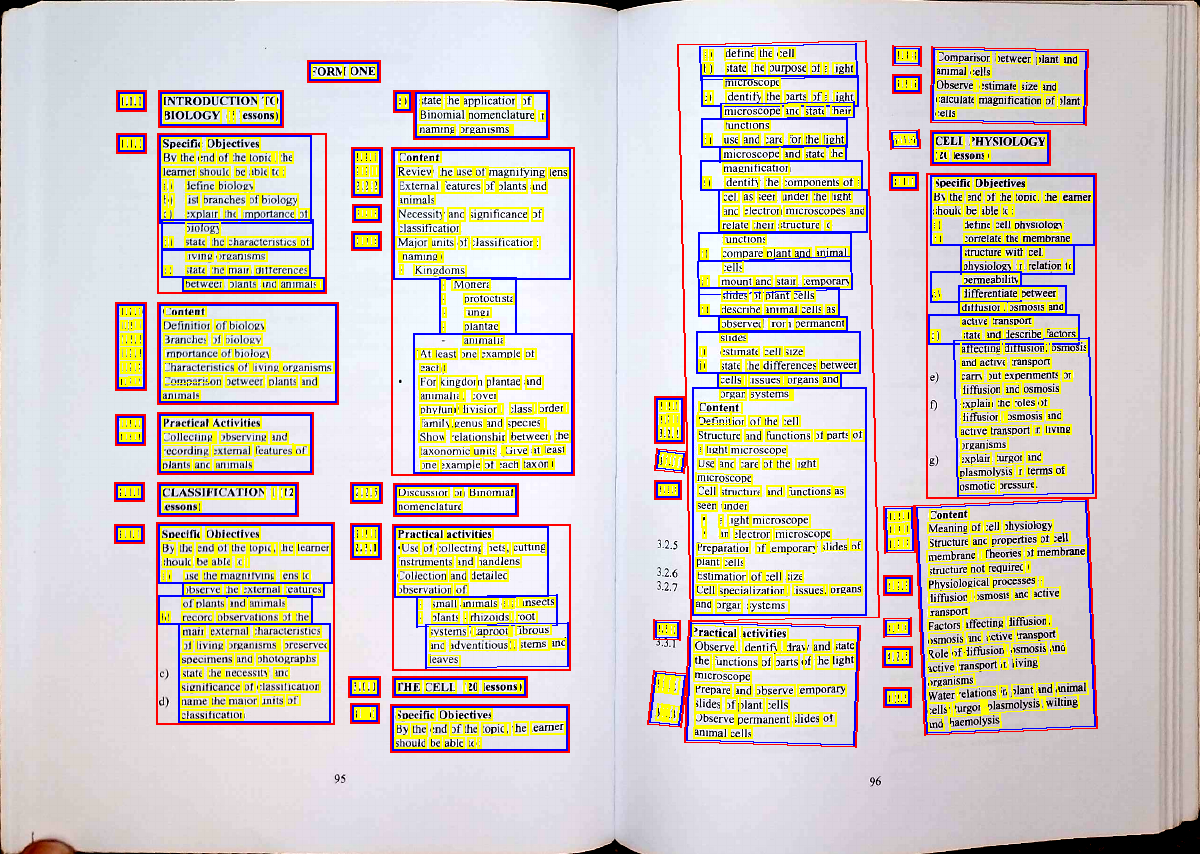 FORM ONE
INTRODUCTION TO
BIOLOGY lessons)
Specific Objectives
By the end of the topic, the
learner should be able to:
define biology
list branches of biology
explain the importance of
biology
state the characteristics of
living organisms
state the main differences
between plants and animals
Content
Definition of biology
Branches of biology
Importance of biology
Characteristics of living organisms
Comparison between plants and
animals
Practical Activities
Collecting observing and
recording external features of
plants and animals
CLASSIFICATION I (12
lessons)
Specific Objectives
By the end of the topic, the learner
should be able to
use the magnifying lens to
observe the external features
of plants and animals
record observations of the
main external characteristics
of living organisms preserved
specimens and photographs
c) state the necessity and
significance of classification
d) name the major units of
classification
state the application of
Binomial nomenclature in
naming organisms
Content
Review the use of magnifying lens
2.2.2 External features of plants and
animals
Necessity and significance of
classification
Major units of classification
naming
Kingdoms
Monera
protoctista
fungi
plantae
animalia
At least one example of
each
• For kingdom plantae and
animalia, cover
phylum division, class order
family, genus and species
Show relationship between the
taxonomic units. Give at least
one example of each taxon
2.2.5 Discussion on Binomial
nomenclature
Practical activities
2.3.1 •Use of collecting nets, cutting
instruments and handlens
Collection and detailed
observation of
small animals insects
plants rhizoids, root
systems (taproot fibrous
and adventitious), stems and
leaves
THE CELL (20 lessons)
Specific Objectives
By the end of the topic, the learner
should be able to
95
define the cell
state the purpose of a light
microscope
identify the parts of a light
microscope and state their
functions
use and care for the light
microscope and state the
magnification
identify the components of a
cell as seen under the light
and electron microscopes and
relate their structure to
functions
compare plant and animal
cells
mount and stain temporary
slides of plant cells
describe animal cells as
observed from permanent
slides
estimate cell size
state the differences between
cells tissues organs and
organ systems
Content
Definition of the cell
3.2.1 Structure and functions of parts of
a light microscope
Use and care of the light
microscope
Cell structure and functions as
seen under
• a light microscope
• an electron microscope
3.2.5 Preparation of temporary slides of
plant cells
3.2.6 Estimation of cell size
3.2.7 Cell specialization tissues, organs
and organ systems
Practical activities
3.3.1 Observe, identify, draw and state
the functions of parts of the light
microscope
Prepare and observe temporary
slides of plant cells
Observe permanent slides of
animal cells
Comparison between plant and
animal cells
Observe estimate size and
calculate magnification of plant
cells
CELL PHYSIOLOGY
(20 lessons)
Specific Objectives
By the end of the topic, the learner
should be able to
define cell physiology
correlate the membrane
structure with cell
physiology in relation to
permeability
differentiate between
diffusion, osmosis and
active transport
state and describe factors
affecting diffusion, osmosis
and active transport
e) carry out experiments on
diffusion and osmosis
f) explain the roles of
diffusion osmosis and
active transport in living
organisms
g) explain turgor and
plasmolysis in terms of
osmotic pressure.
Content
Meaning of cell physiology
Structure and properties of cell
membrane (Theories of membrane
structure not required)
Physiological processes
diffusion osmosis and active
transport
Factors affecting diffusion,
osmosis and active transport
Role of diffusion osmosis and
active transport in living
organisms
Water relations in plant and animal
cells turgor plasmolysis, wilting
and haemolysis
96